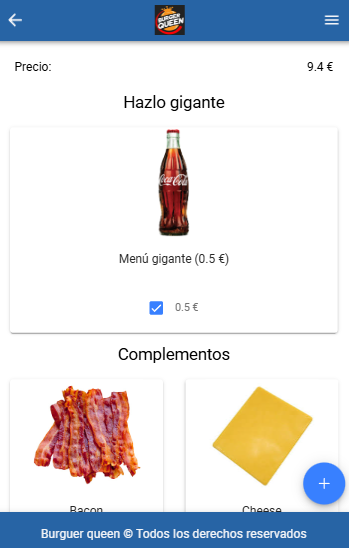 BURGUER
QUEEN
Precio: 9.4 €
Hazlo gigante
Coca-Cola
Menú gigante (0.5 €)
0.5 €
Complementos
Bacon Cheese
Burguer queen © Todos los derechos reservados